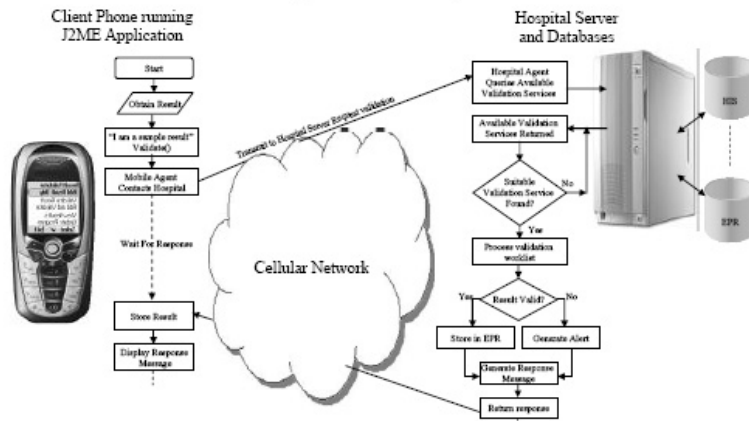 Client Phone running
J2ME Application
Start
Obtain Result
"I am a sample result"
Validate()
Mobile Agent
Contacts Hospital
Wait For Response
Store Result
Display Response
Message
Transmit to Hospital Server
validation
Cellular Network
Hospital Server
and Databases
Hospital Agent
Queries Available
Validation Services
Available Validation
Services Returned
Suitable
Validation Service
Found?
No
Yes
Process validation
worklist
Result Valid?
Yes
No
Store in EPR
Generate Alert
Generate Response
Message
Return response
HIS
EPR